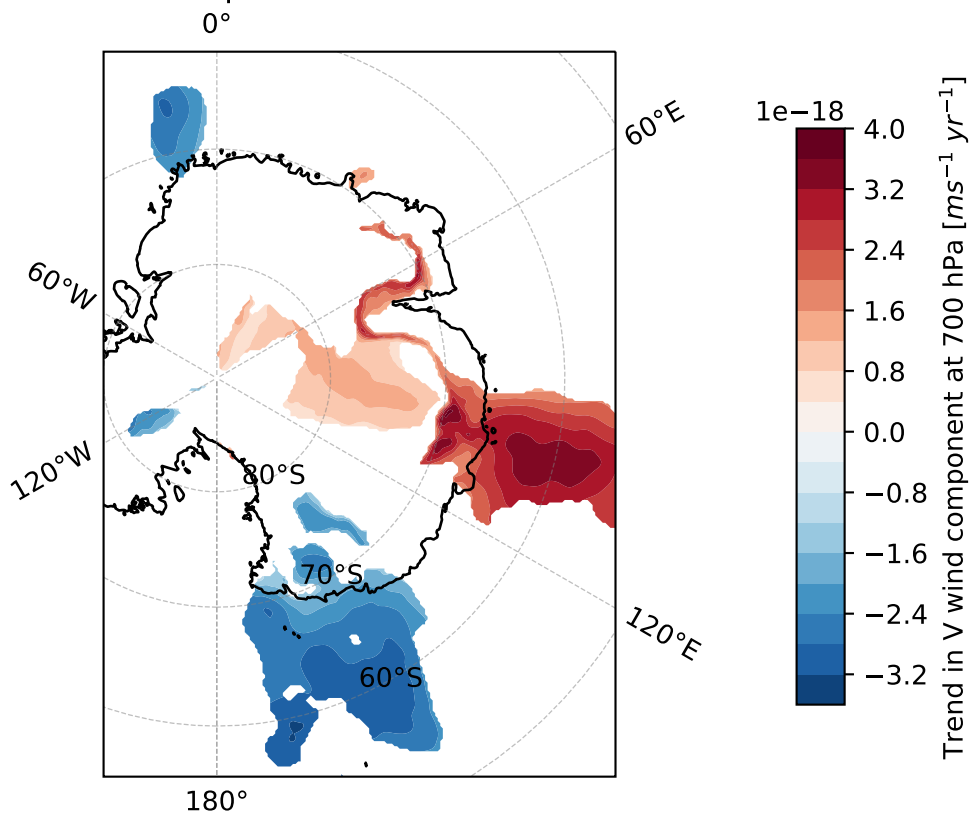 0°
60°E
1e−18
4.0
3.2
2.4
1.6
0.8
0.0
−0.8
−1.6
−2.4
−3.2
60°W
120°W
80°S
70°S
60°S
120°E
180°
Trend in V wind component at 700 hPa [ms⁻¹ yr⁻¹]